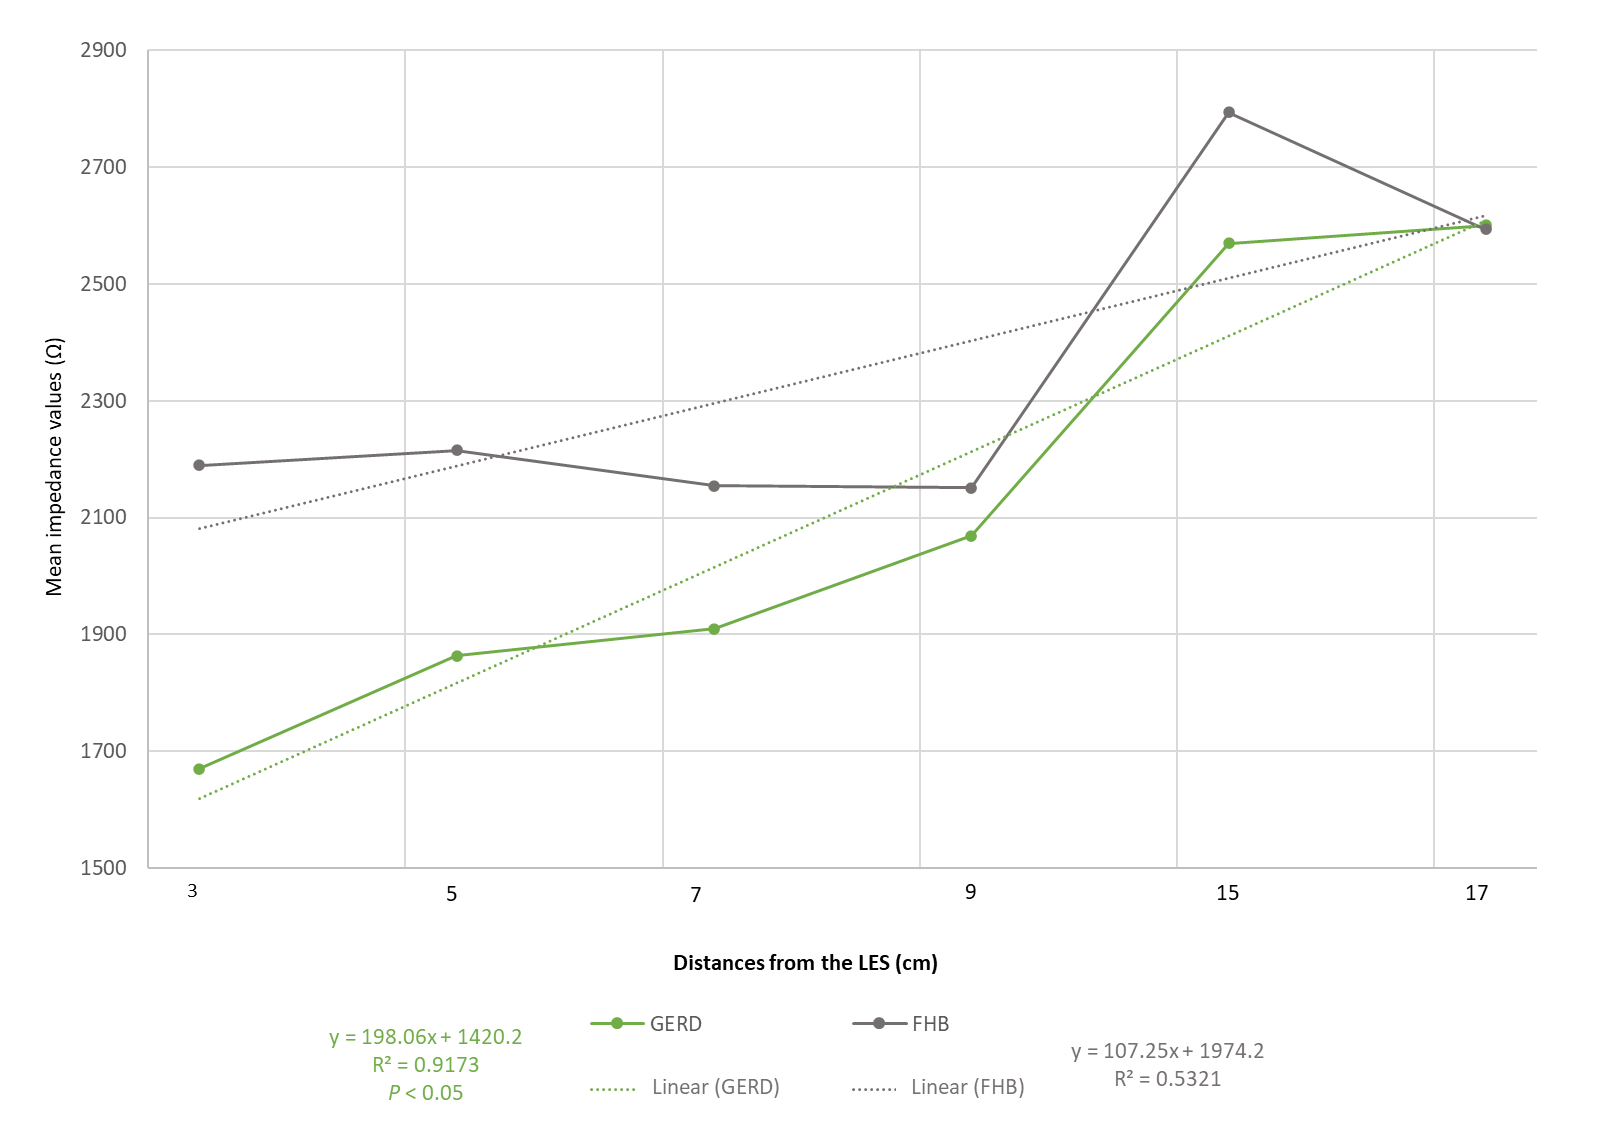 2900
2700
2500
2300
2100
1900
1700
1500
Mean impedance values (Ω)
3 5 7 9 15 17
Distances from the LES (cm)
GERD FHB
Linear (GERD) Linear (FHB)
y = 198.06x + 1420.2
R² = 0.9173
P < 0.05
y = 107.25x + 1974.2
R² = 0.5321